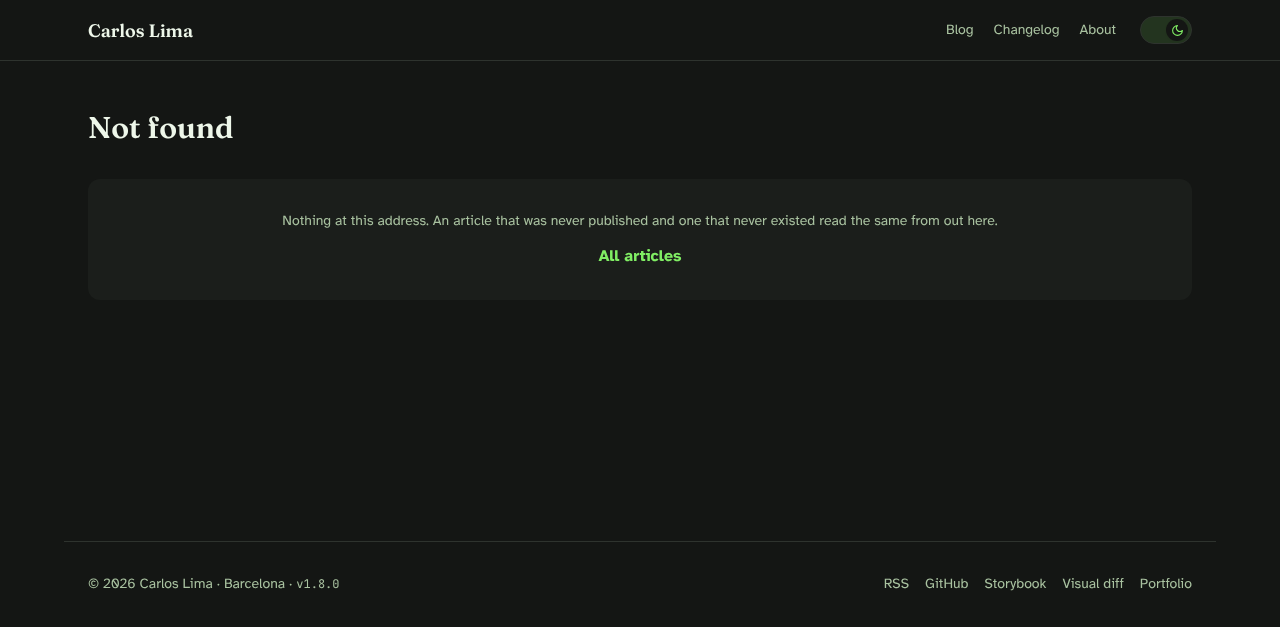 Carlos Lima
Blog
Changelog
About
Not found
Nothing at this address. An article that was never published and one that never existed read the same from out here.
All articles
© 2026 Carlos Lima · Barcelona · v1.8.0
RSS
GitHub
Storybook
Visual diff
Portfolio